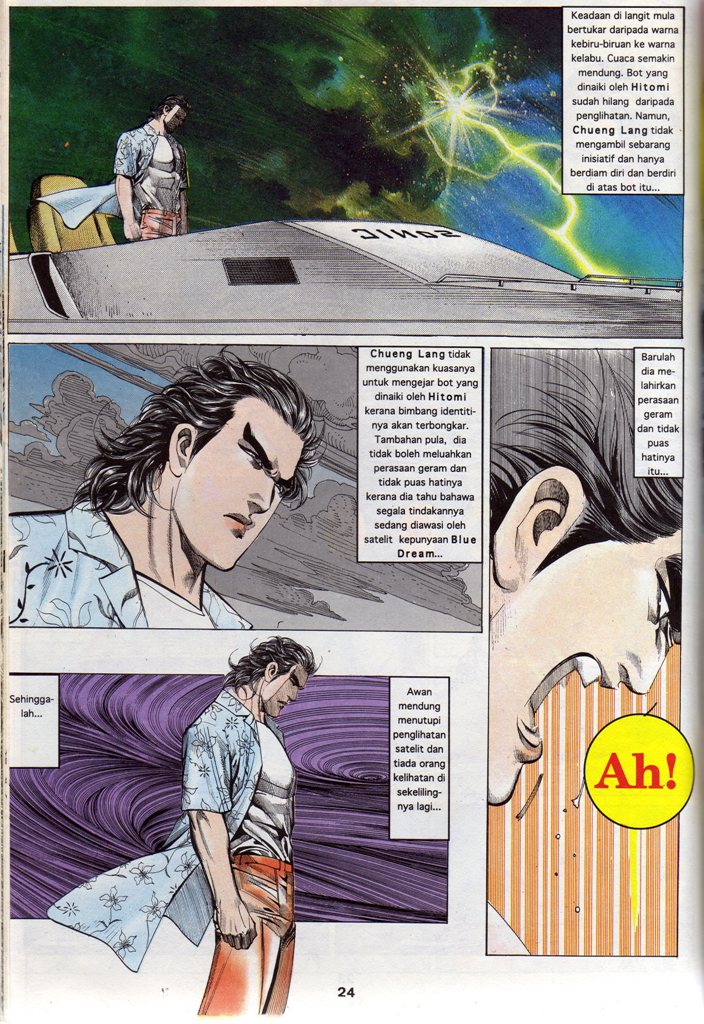 Keadaan di langit mula
bertukar daripada warna
kebiru-biruan ke warna
kelabu. Cuaca semakin
mendung. Bot yang
dinaiki oleh Hitomi
sudah hilang daripada
penglihatan. Namun,
Chueng Lang tidak
mengambil sebarang
inisiatif dan hanya
berdiam diri dan berdiri
di atas bot itu...
SONIC
Chueng Lang tidak
menggunakan kuasanya
untuk mengejar bot yang
dinaiki oleh Hitomi
kerana bimbang identiti-
nya akan terbongkar.
Tambahan pula, dia
tidak boleh meluahkan
perasaan geram dan
tidak puas hatinya
kerana dia tahu bahawa
segala tindakannya
sedang diawasi oleh
satelit kepunyaan Blue
Dream...
Sehingga-
lah...
Awan
mendung
menutupi
penglihatan
satelit dan
tiada orang
kelihatan di
sekeliling-
nya lagi...
Barulah
dia me-
lahirkan
perasaan
geram
dan tidak
puas
hatinya
itu...
Ah!
24